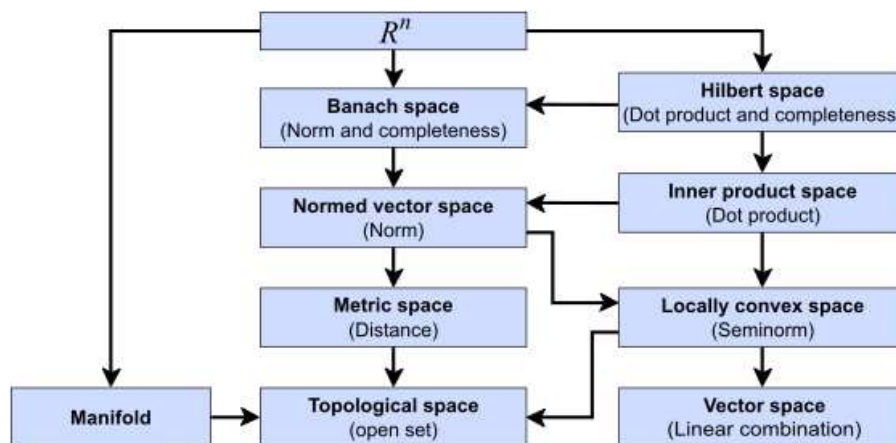 Rⁿ
Banach space
(Norm and completeness)
Hilbert space
(Dot product and completeness)
Normed vector space
(Norm)
Inner product space
(Dot product)
Metric space
(Distance)
Locally convex space
(Seminorm)
Manifold
Topological space
(open set)
Vector space
(Linear combination)